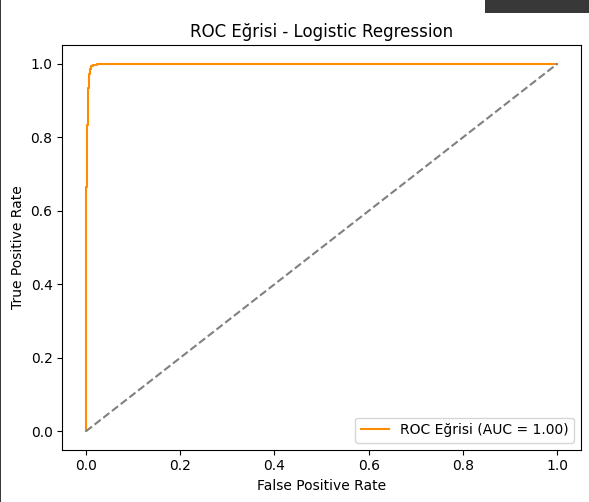 ROC Eğrisi - Logistic Regression
1.0
0.8
0.6
0.4
0.2
0.0
True Positive Rate
ROC Eğrisi (AUC = 1.00)
0.0 0.2 0.4 0.6 0.8 1.0
False Positive Rate